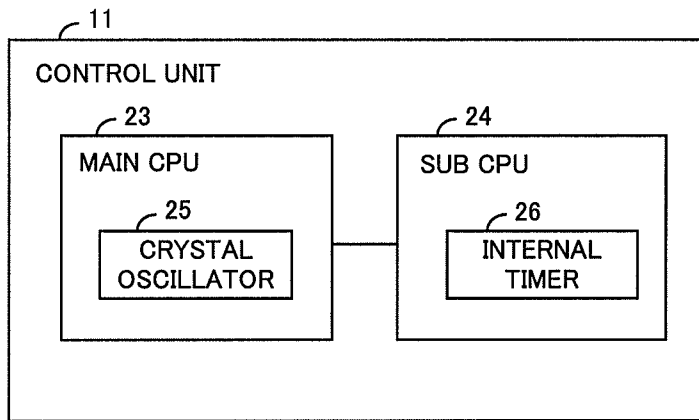 11
CONTROL UNIT
23
MAIN CPU
25
CRYSTAL
OSCILLATOR
24
SUB CPU
26
INTERNAL
TIMER